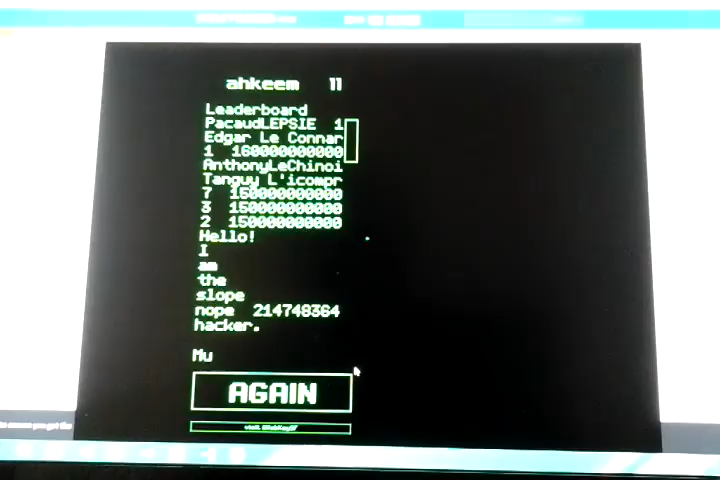 ahkeem 11
Leaderboard
PacaudLEPSIE 1
Edgar Le Connar
1 160000000000
AnthonyLeChinoi
Tanguy L'icompr
7 150000000000
3 150000000000
2 150000000000
Hello!
I
am
the
slope
nope 214748364
hacker.
Mu
AGAIN